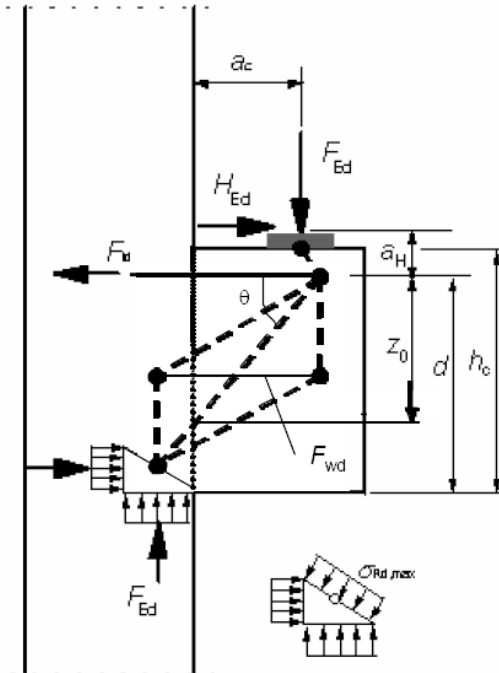 a_c
F_Ed
H_Ed
F_td
a_H
θ
z_0
d
h_c
F_wd
F_Ed
σ_Rd,max